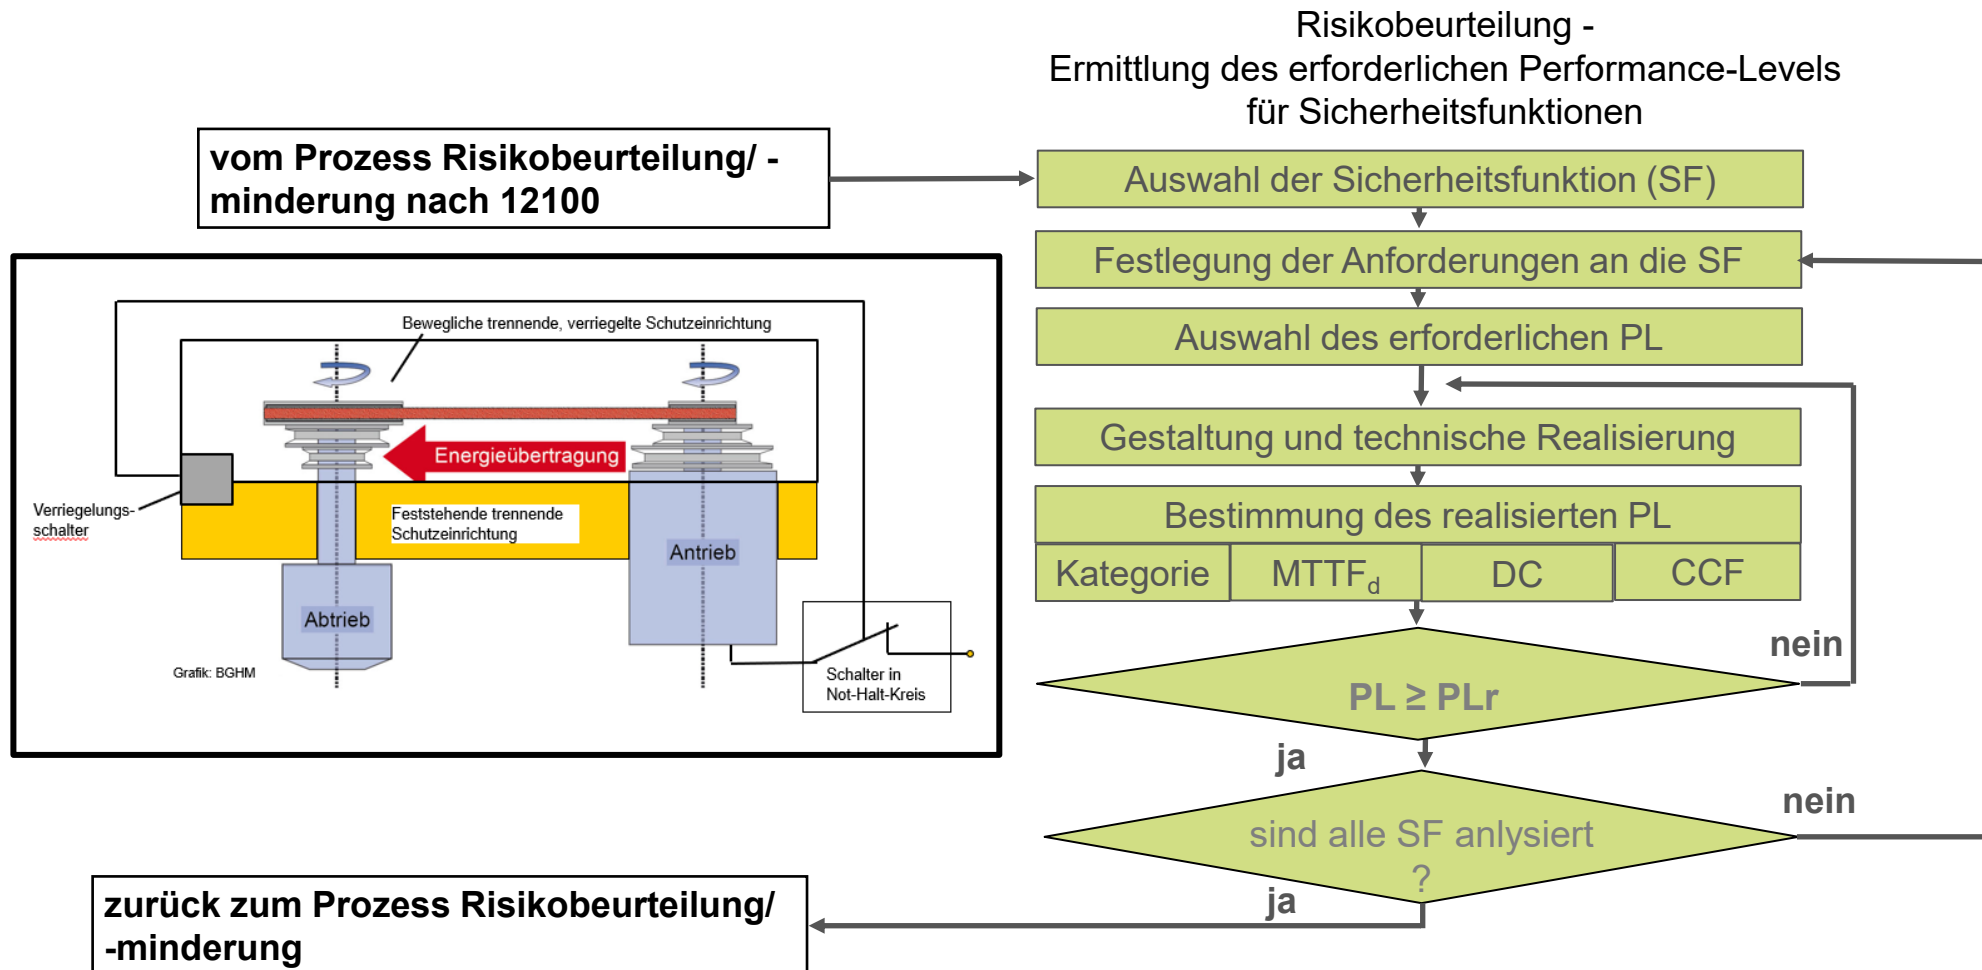 Risikobeurteilung -
Ermittlung des erforderlichen Performance-Levels
für Sicherheitsfunktionen
vom Prozess Risikobeurteilung/ -
minderung nach 12100
Auswahl der Sicherheitsfunktion (SF)
Festlegung der Anforderungen an die SF
Auswahl des erforderlichen PL
Gestaltung und technische Realisierung
Bestimmung des realisierten PL
Kategorie
MTTFd
DC
CCF
nein
PL ≥ PLr
ja
nein
sind alle SF anlysiert
?
ja
zurück zum Prozess Risikobeurteilung/
-minderung
Bewegliche trennende, verriegelte Schutzeinrichtung
Energieübertragung
Verriegelungs-
schalter
Feststehende trennende
Schutzeinrichtung
Antrieb
Abtrieb
Grafik: BGHM
Schalter in
Not-Halt-Kreis